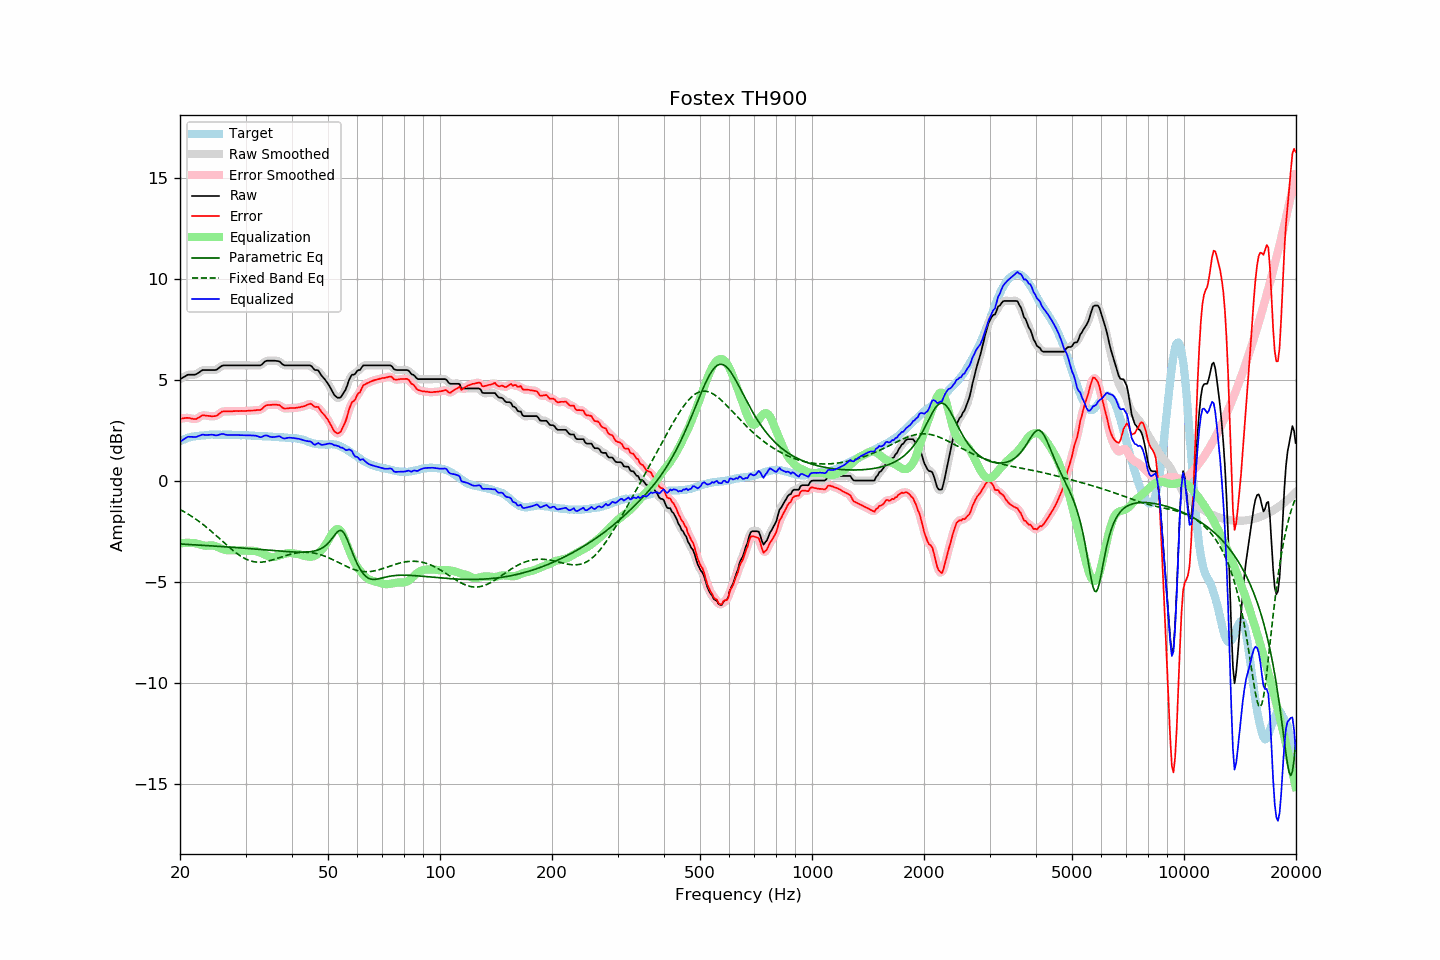 Fostex TH900
Target
Raw Smoothed
Error Smoothed
Raw
Error
Equalization
Parametric Eq
Fixed Band Eq
Equalized
15
10
5
0
−5
−10
−15
Amplitude (dBr)
20 50 100 200 500 1000 2000 5000 10000 20000
Frequency (Hz)